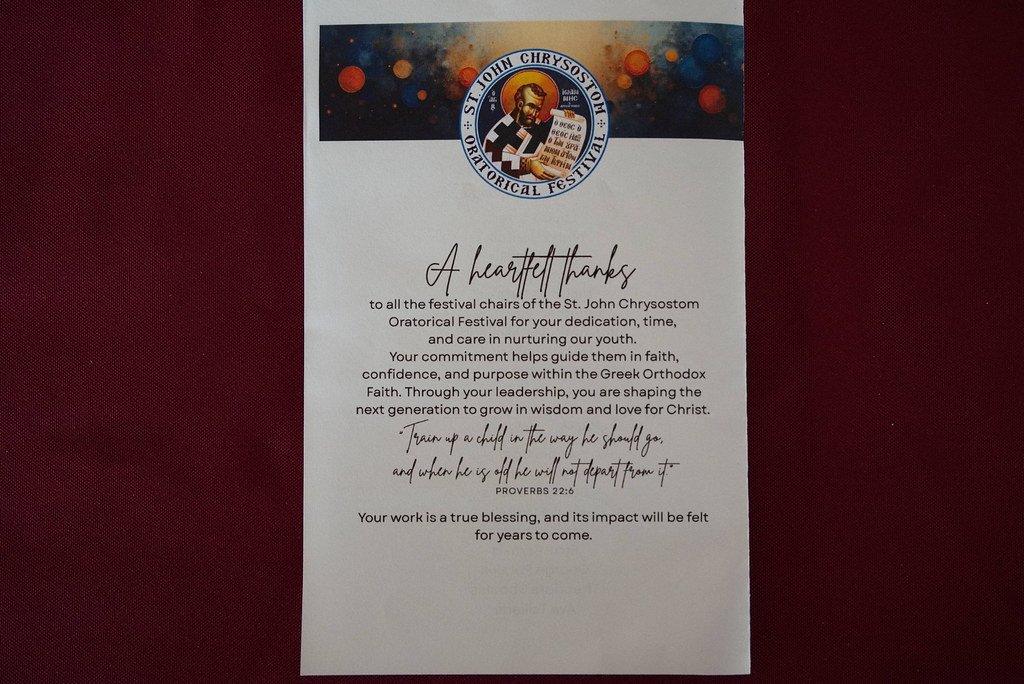 ST. JOHN CHRYSOSTOM
ORATORICAL FESTIVAL
A heartfelt thanks
to all the festival chairs of the St. John Chrysostom
Oratorical Festival for your dedication, time,
and care in nurturing our youth.
Your commitment helps guide them in faith,
confidence, and purpose within the Greek Orthodox
Faith. Through your leadership, you are shaping the
next generation to grow in wisdom and love for Christ.
"Train up a child in the way he should go,
and when he is old he will not depart from it."
PROVERBS 22:6
Your work is a true blessing, and its impact will be felt
for years to come.